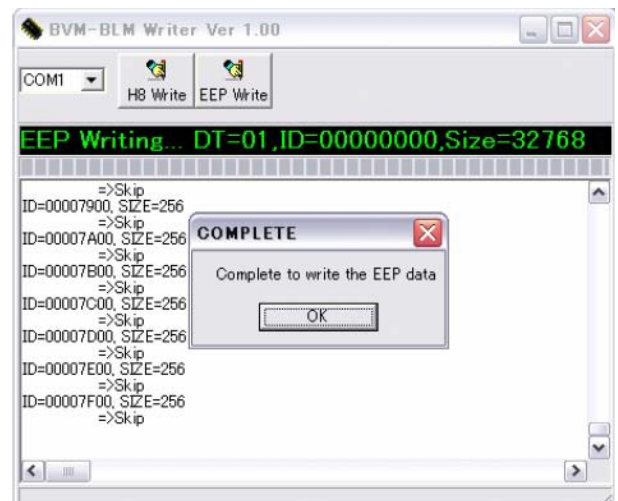 BVM-BLM Writer Ver 1.00
COM1
H8 Write EEP Write
EEP Writing... DT=01,ID=00000000,Size=32768
=>Skip
ID=00007900, SIZE=256
=>Skip
ID=00007A00, SIZE=256
=>Skip
ID=00007B00, SIZE=256
=>Skip
ID=00007C00, SIZE=256
=>Skip
ID=00007D00, SIZE=256
=>Skip
ID=00007E00, SIZE=256
=>Skip
ID=00007F00, SIZE=256
=>Skip
COMPLETE
Complete to write the EEP data
OK